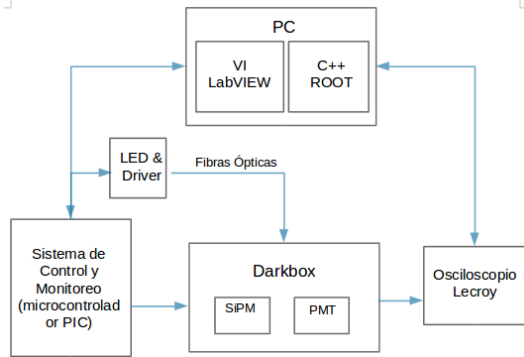 PC
VI
LabVIEW
C++
ROOT
LED &
Driver
Fibras Ópticas
Sistema de
Control y
Monitoreo
(microcontrolad
or PIC)
Darkbox
SiPM
PMT
Osciloscopio
Lecroy